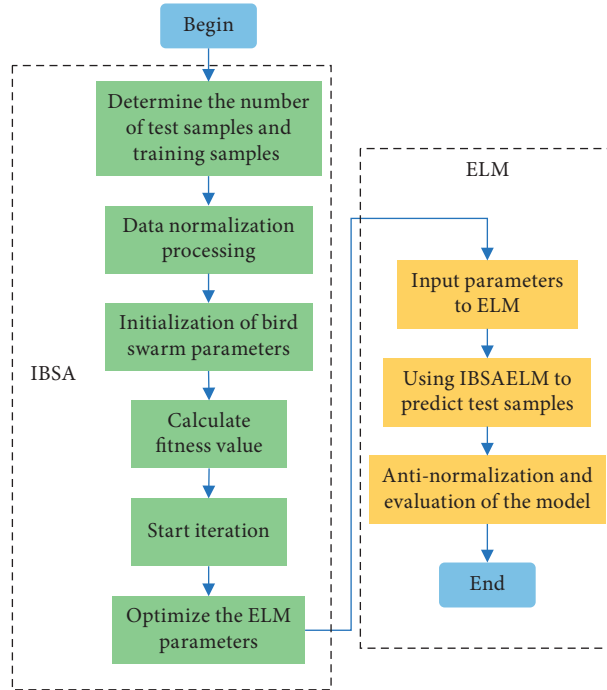 Begin
Determine the number
of test samples and
training samples
Data normalization
processing
Initialization of bird
swarm parameters
IBSA
Calculate
fitness value
Start iteration
Optimize the ELM
parameters
ELM
Input parameters
to ELM
Using IBSAELM to
predict test samples
Anti-normalization and
evaluation of the model
End